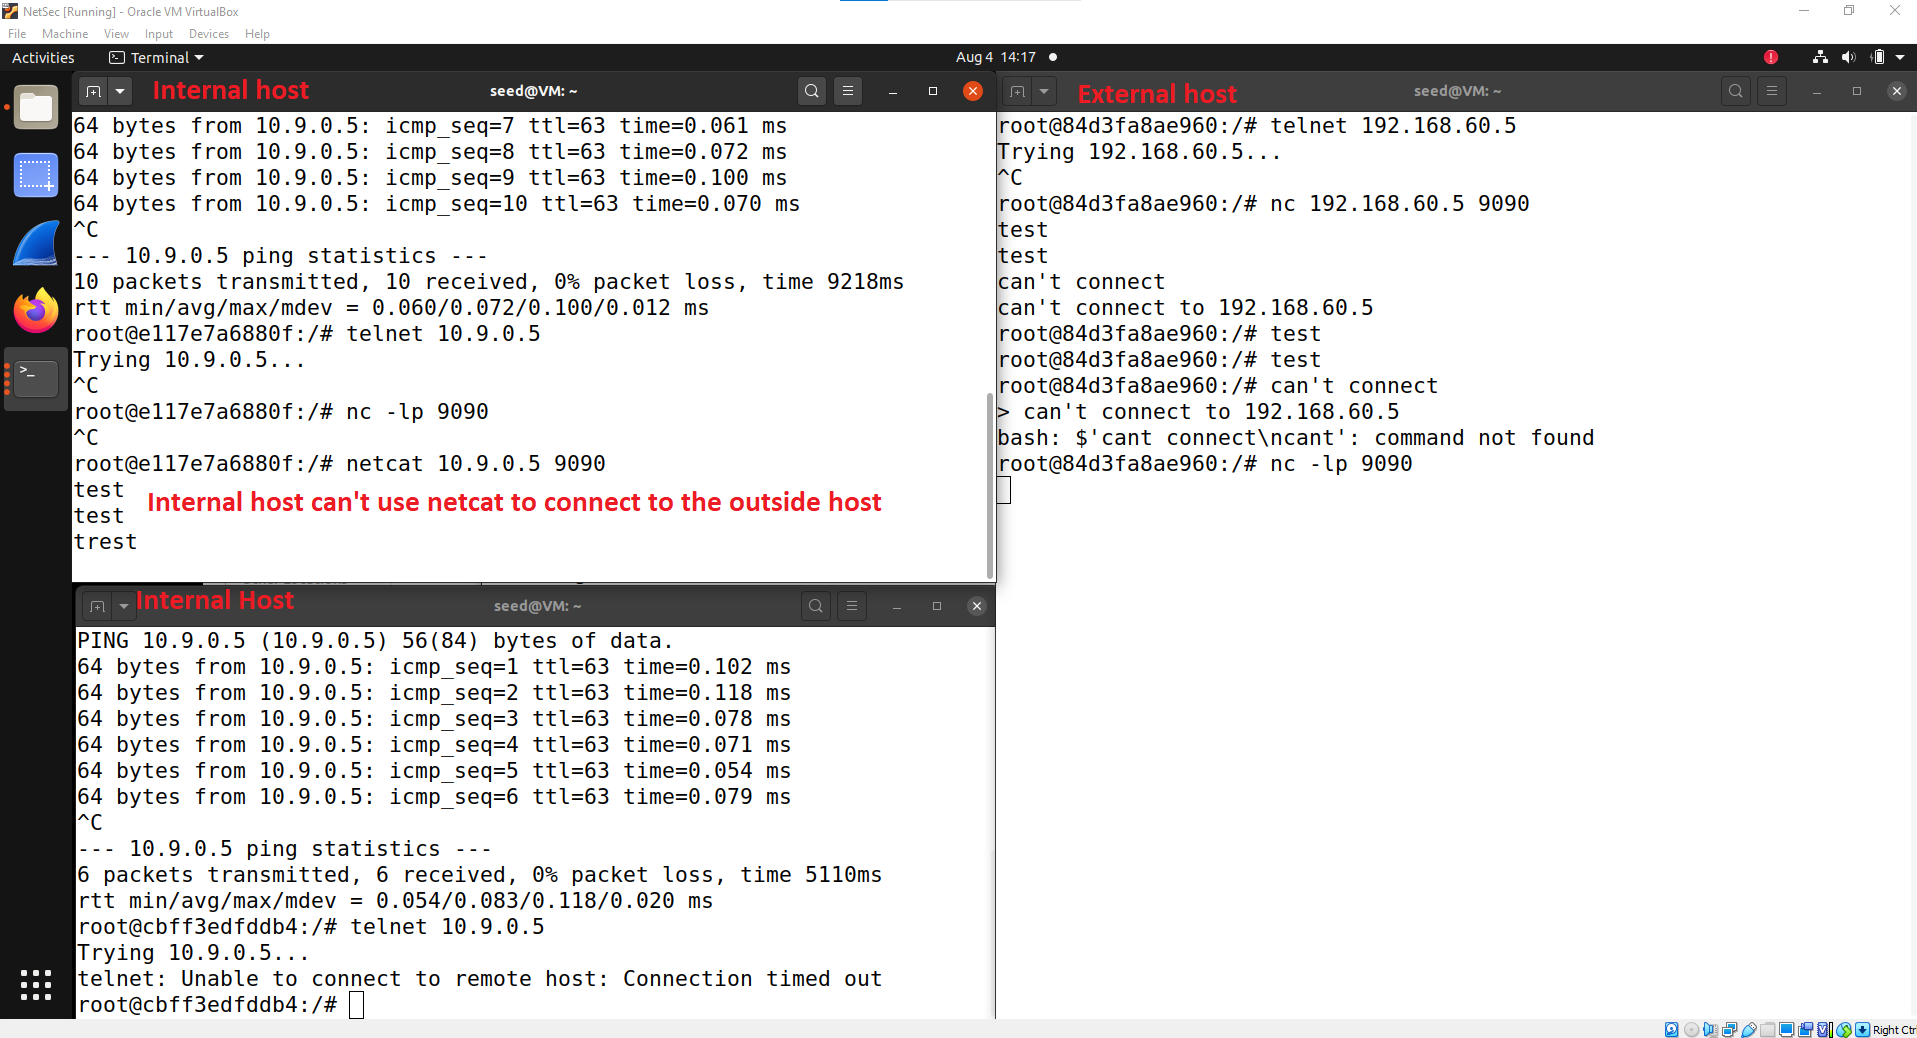 NetSec [Running] - Oracle VM VirtualBox
File Machine View Input Devices Help
Activities Terminal Aug 4 14:17
Internal host seed@VM: ~
64 bytes from 10.9.0.5: icmp_seq=7 ttl=63 time=0.061 ms
64 bytes from 10.9.0.5: icmp_seq=8 ttl=63 time=0.072 ms
64 bytes from 10.9.0.5: icmp_seq=9 ttl=63 time=0.100 ms
64 bytes from 10.9.0.5: icmp_seq=10 ttl=63 time=0.070 ms
^C
--- 10.9.0.5 ping statistics ---
10 packets transmitted, 10 received, 0% packet loss, time 9218ms
rtt min/avg/max/mdev = 0.060/0.072/0.100/0.012 ms
root@e117e7a6880f:/# telnet 10.9.0.5
Trying 10.9.0.5...
^C
root@e117e7a6880f:/# nc -lp 9090
^C
root@e117e7a6880f:/# netcat 10.9.0.5 9090
test
Internal host can't use netcat to connect to the outside host
test
trest
Internal Host seed@VM: ~
PING 10.9.0.5 (10.9.0.5) 56(84) bytes of data.
64 bytes from 10.9.0.5: icmp_seq=1 ttl=63 time=0.102 ms
64 bytes from 10.9.0.5: icmp_seq=2 ttl=63 time=0.118 ms
64 bytes from 10.9.0.5: icmp_seq=3 ttl=63 time=0.078 ms
64 bytes from 10.9.0.5: icmp_seq=4 ttl=63 time=0.071 ms
64 bytes from 10.9.0.5: icmp_seq=5 ttl=63 time=0.054 ms
64 bytes from 10.9.0.5: icmp_seq=6 ttl=63 time=0.079 ms
^C
--- 10.9.0.5 ping statistics ---
6 packets transmitted, 6 received, 0% packet loss, time 5110ms
rtt min/avg/max/mdev = 0.054/0.083/0.118/0.020 ms
root@cbff3edfddb4:/# telnet 10.9.0.5
Trying 10.9.0.5...
telnet: Unable to connect to remote host: Connection timed out
root@cbff3edfddb4:/#
External host seed@VM: ~
root@84d3fa8ae960:/# telnet 192.168.60.5
Trying 192.168.60.5...
^C
root@84d3fa8ae960:/# nc 192.168.60.5 9090
test
test
can't connect
can't connect to 192.168.60.5
root@84d3fa8ae960:/# test
root@84d3fa8ae960:/# test
root@84d3fa8ae960:/# can't connect
> can't connect to 192.168.60.5
bash: $'cant connect\ncant': command not found
root@84d3fa8ae960:/# nc -lp 9090
Right Ctrl